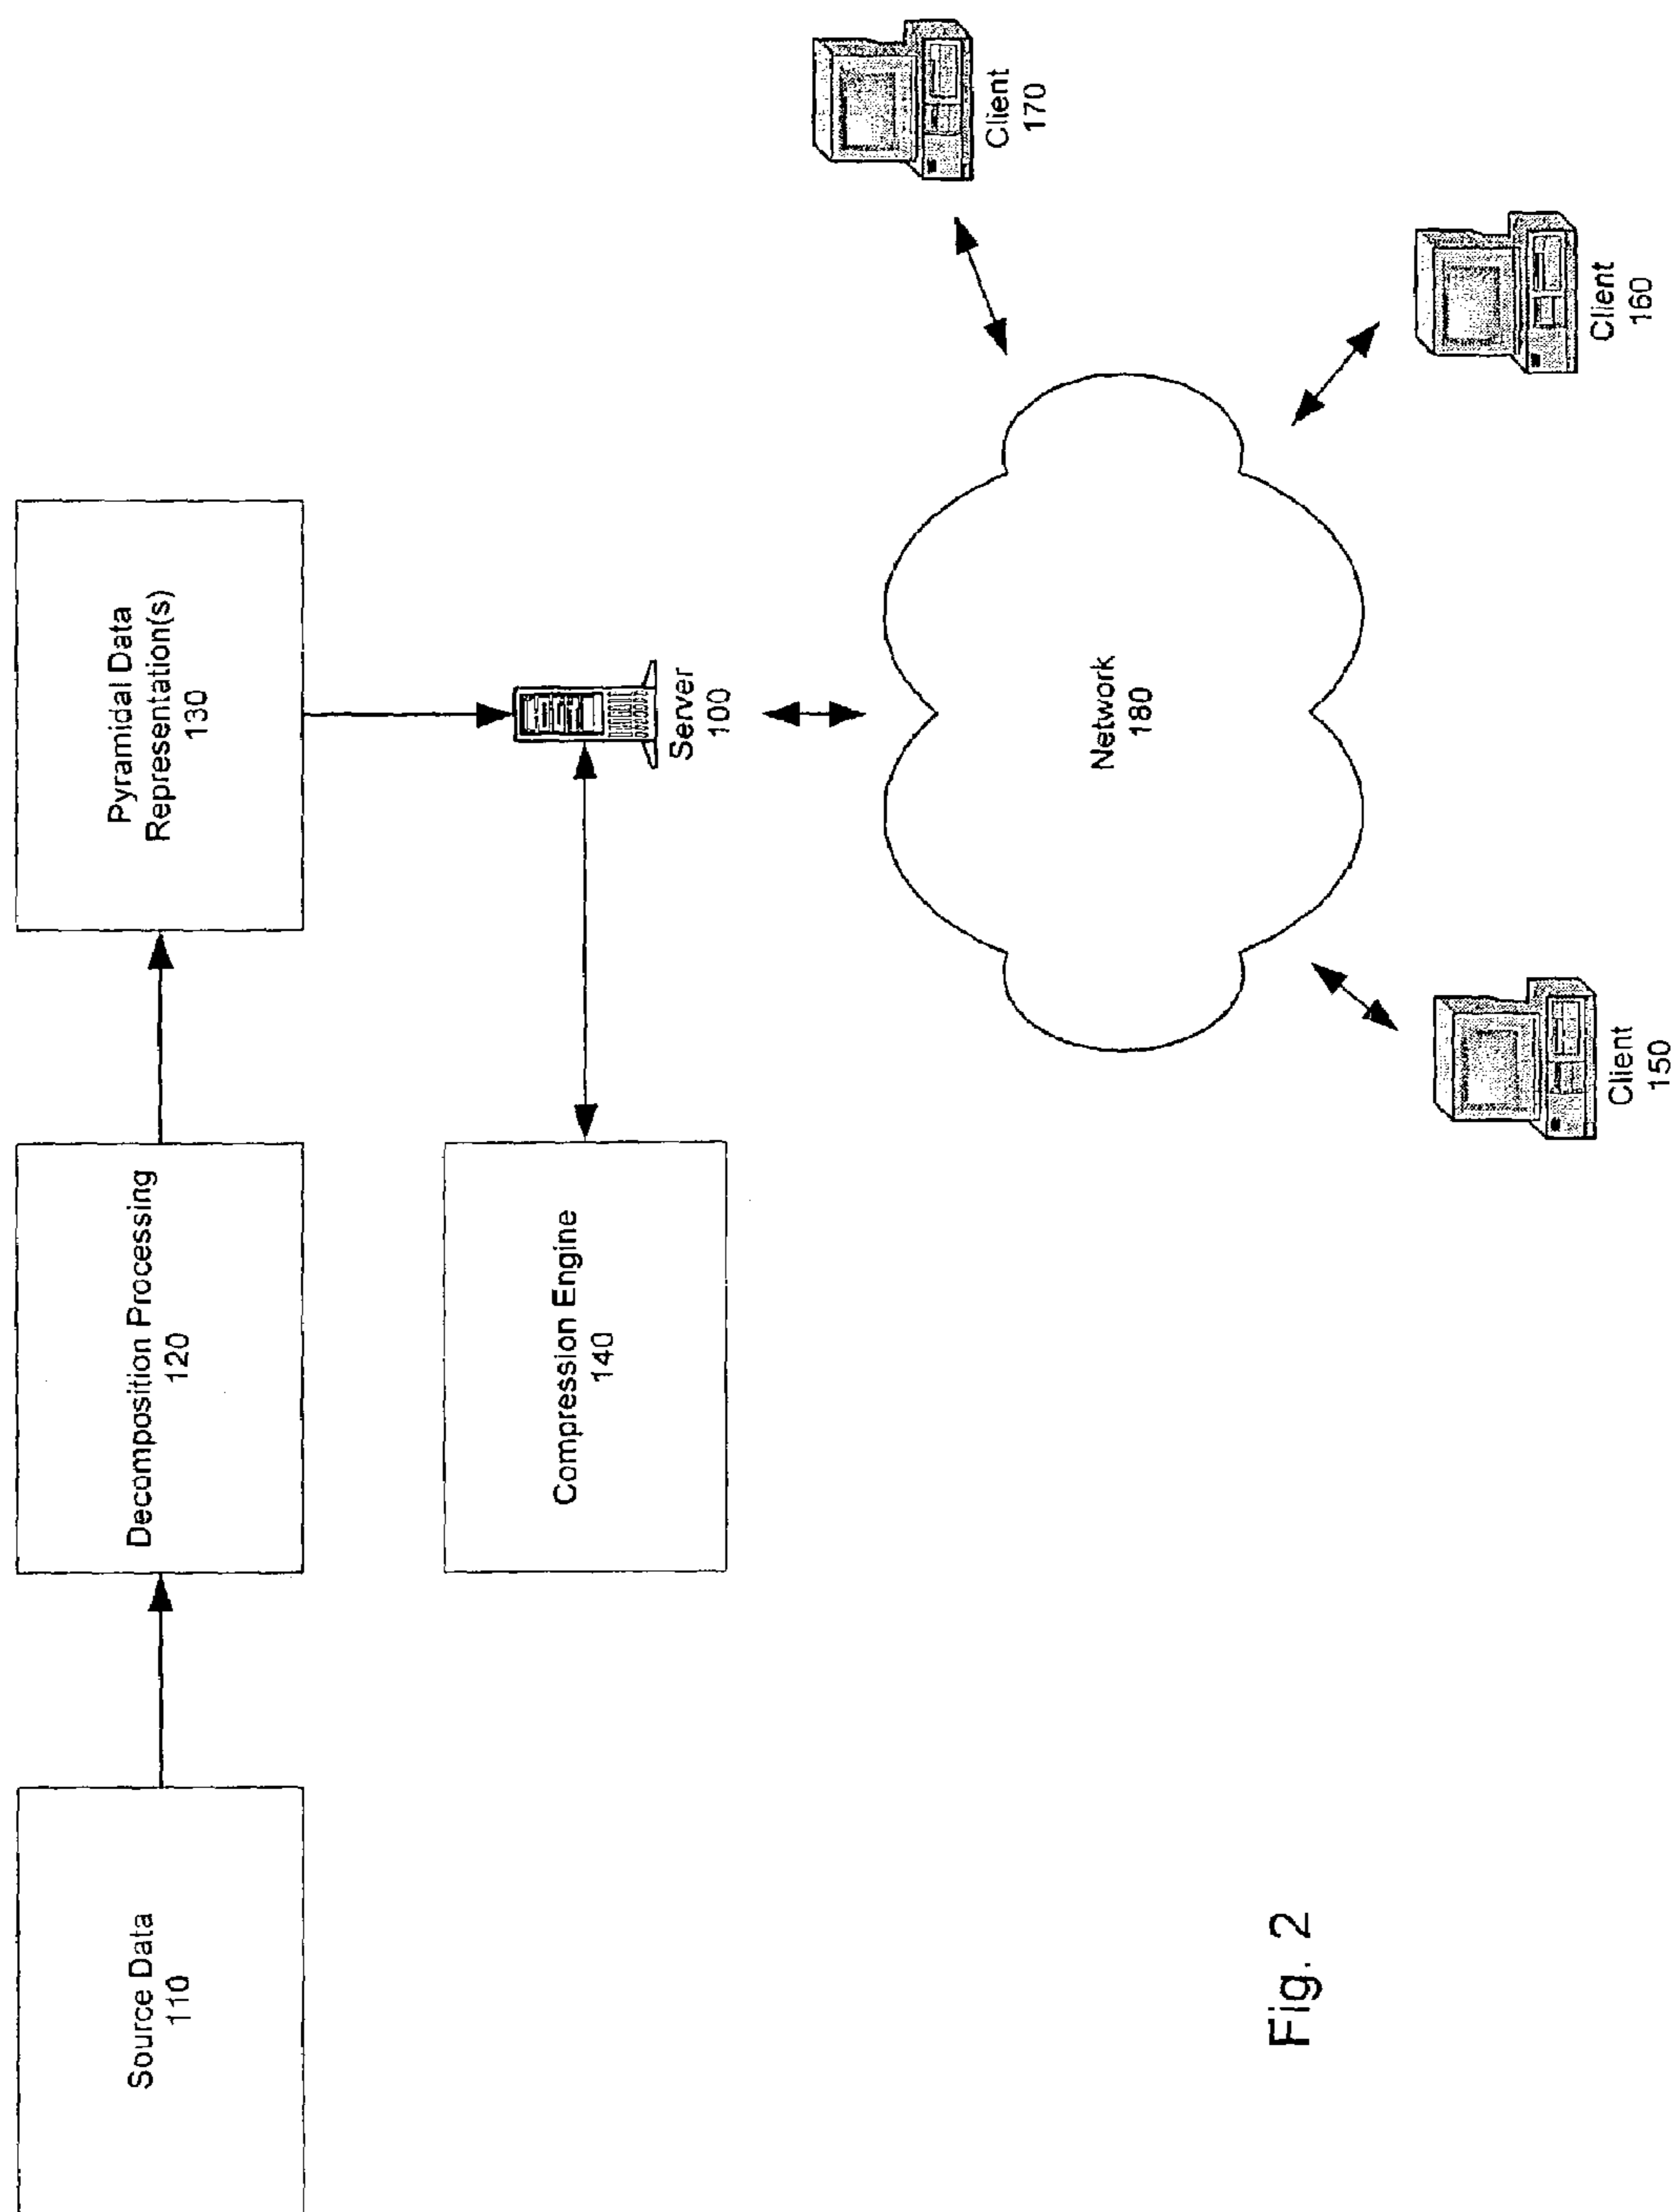 Source Data
110
Decomposition Processing
120
Pyramidal Data
Representation(s)
130
Compression Engine
140
Server
100
Network
180
Client
150
Client
160
Client
170
Fig. 2